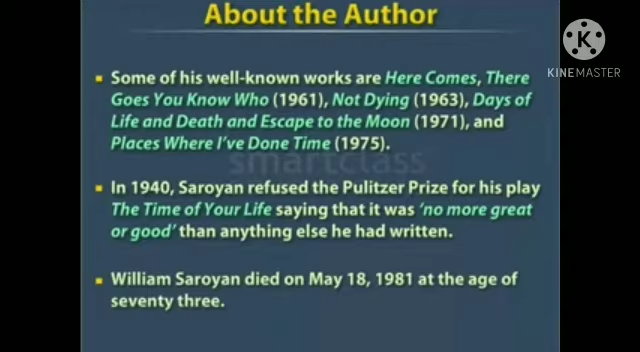 About the Author
Some of his well-known works are Here Comes, There
Goes You Know Who (1961), Not Dying (1963), Days of
Life and Death and Escape to the Moon (1971), and
Places Where I've Done Time (1975).
smartclass
In 1940, Saroyan refused the Pulitzer Prize for his play
The Time of Your Life saying that it was 'no more great
or good' than anything else he had written.
William Saroyan died on May 18, 1981 at the age of
seventy three.
K
KINEMASTER